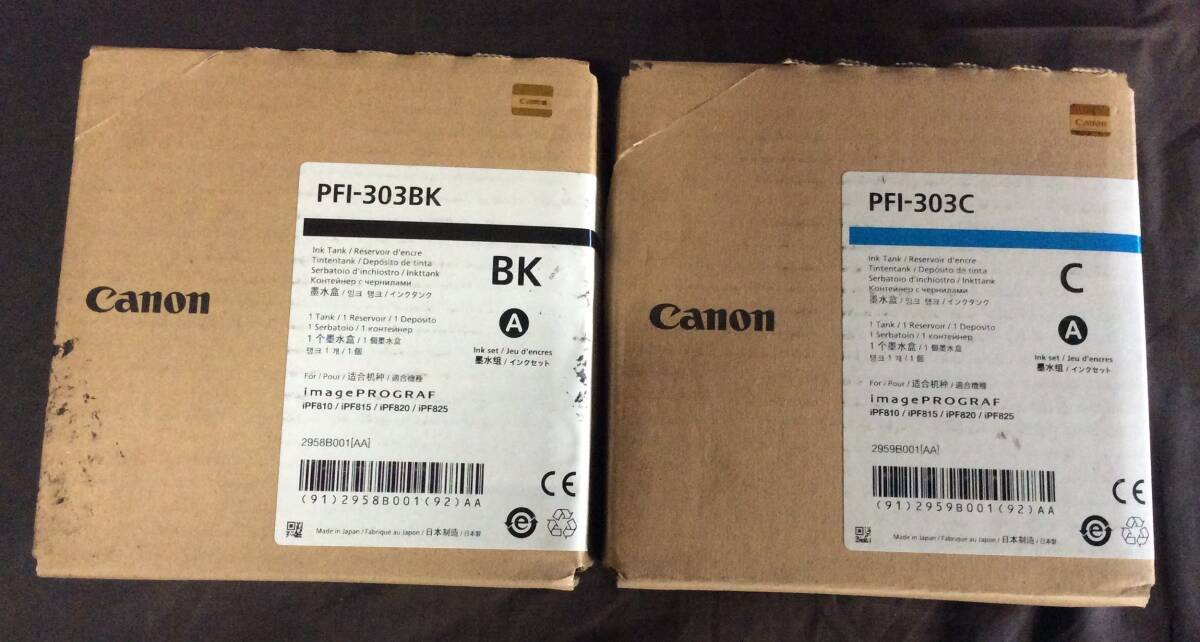 Canon
PFI-303BK
Ink Tank / Réservoir d'encre
Tintentank / Depósito de tinta
Serbatoio d'inchiostro / Inkttank
Контейнер с чернилами
墨水盒 / 잉크 탱크 / インクタンク
BK
1 Tank / 1 Réservoir / 1 Depósito
1 Serbatoio / 1 контейнер
1个墨水盒 / 1個墨水盒
탱크 1 개 / 1個
A
Ink set / Jeu d'encres
墨水组 / インクセット
For / Pour / 适合机种 / 適合機種
imagePROGRAF
iPF810 / iPF815 / iPF820 / iPF825
2958B001[AA]
(91)2958B001(92)AA
CE
e
Made in Japan / Fabriqué au Japon / 日本制造 / 日本製
Canon
Canon
PFI-303C
Ink Tank / Réservoir d'encre
Tintentank / Depósito de tinta
Serbatoio d'inchiostro / Inkttank
Контейнер с чернилами
墨水盒 / 잉크 탱크 / インクタンク
C
1 Tank / 1 Réservoir / 1 Depósito
1 Serbatoio / 1 контейнер
1个墨水盒 / 1個墨水盒
탱크 1 개 / 1個
A
Ink set / Jeu d'encres
墨水组 / インクセット
For / Pour / 适合机种 / 適合機種
imagePROGRAF
iPF810 / iPF815 / iPF820 / iPF825
2959B001[AA]
(91)2959B001(92)AA
CE
e
Made in Japan / Fabriqué au Japon / 日本制造 / 日本製
Canon